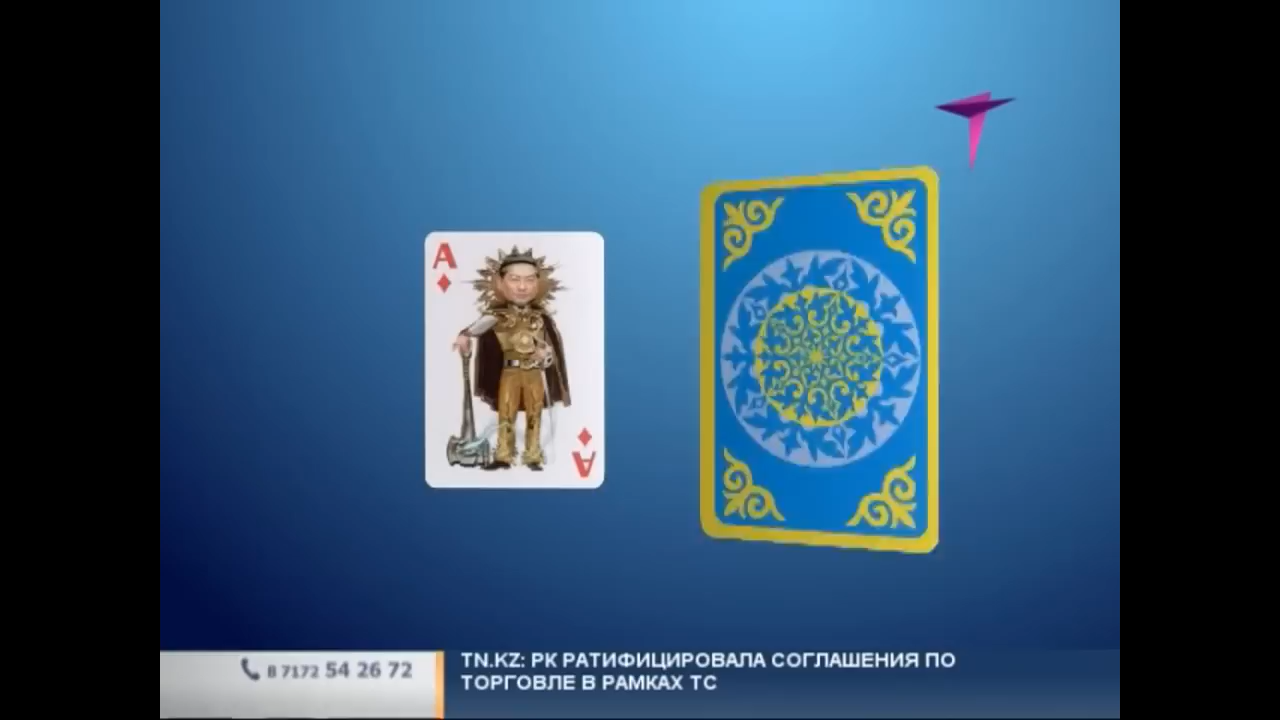 A
A
8 7172 54 26 72
TN.KZ: РК РАТИФИЦИРОВАЛА СОГЛАШЕНИЯ ПО
ТОРГОВЛЕ В РАМКАХ ТС